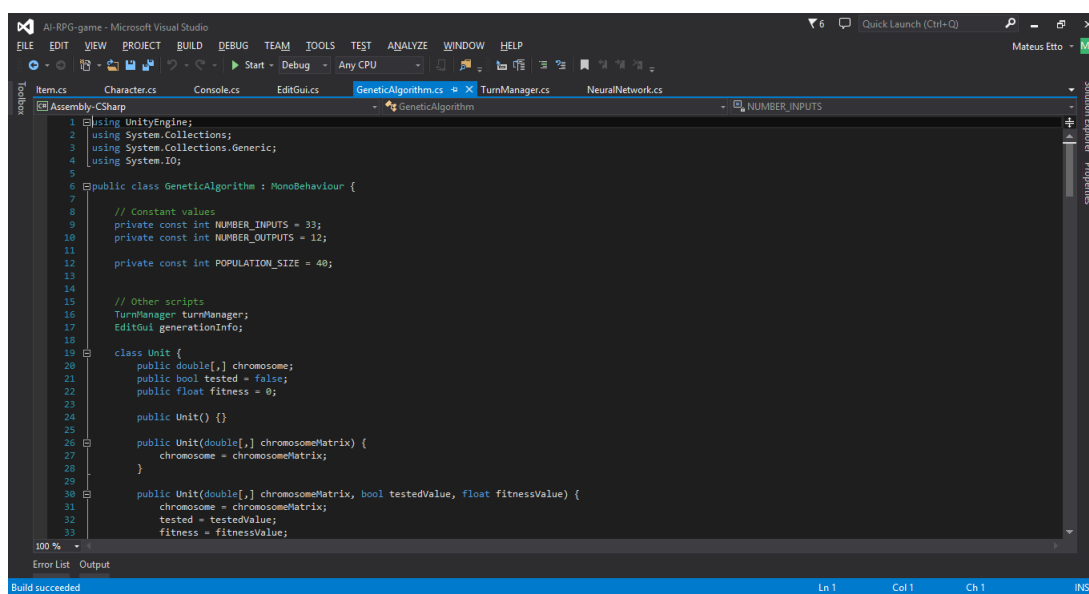 AI-RPG-game - Microsoft Visual Studio
6
Quick Launch (Ctrl+Q)
FILE EDIT VIEW PROJECT BUILD DEBUG TEAM TOOLS TEST ANALYZE WINDOW HELP
Mateus Etto
M
Start
Debug
Any CPU
Toolbox
Item.cs Character.cs Console.cs EditGui.cs GeneticAlgorithm.cs TurnManager.cs NeuralNetwork.cs
Solution Explorer
Properties
Assembly-CSharp
GeneticAlgorithm
NUMBER_INPUTS
1 using UnityEngine;
2 using System.Collections;
3 using System.Collections.Generic;
4 using System.IO;
5
6 public class GeneticAlgorithm : MonoBehaviour {
7
8 // Constant values
9 private const int NUMBER_INPUTS = 33;
10 private const int NUMBER_OUTPUTS = 12;
11
12 private const int POPULATION_SIZE = 40;
13
14
15 // Other scripts
16 TurnManager turnManager;
17 EditGui generationInfo;
18
19 class Unit {
20 public double[,] chromosome;
21 public bool tested = false;
22 public float fitness = 0;
23
24 public Unit() {}
25
26 public Unit(double[,] chromosomeMatrix) {
27 chromosome = chromosomeMatrix;
28 }
29
30 public Unit(double[,] chromosomeMatrix, bool testedValue, float fitnessValue) {
31 chromosome = chromosomeMatrix;
32 tested = testedValue;
33 fitness = fitnessValue;
100 %
Error List Output
Build succeeded
Ln 1 Col 1 Ch 1 INS